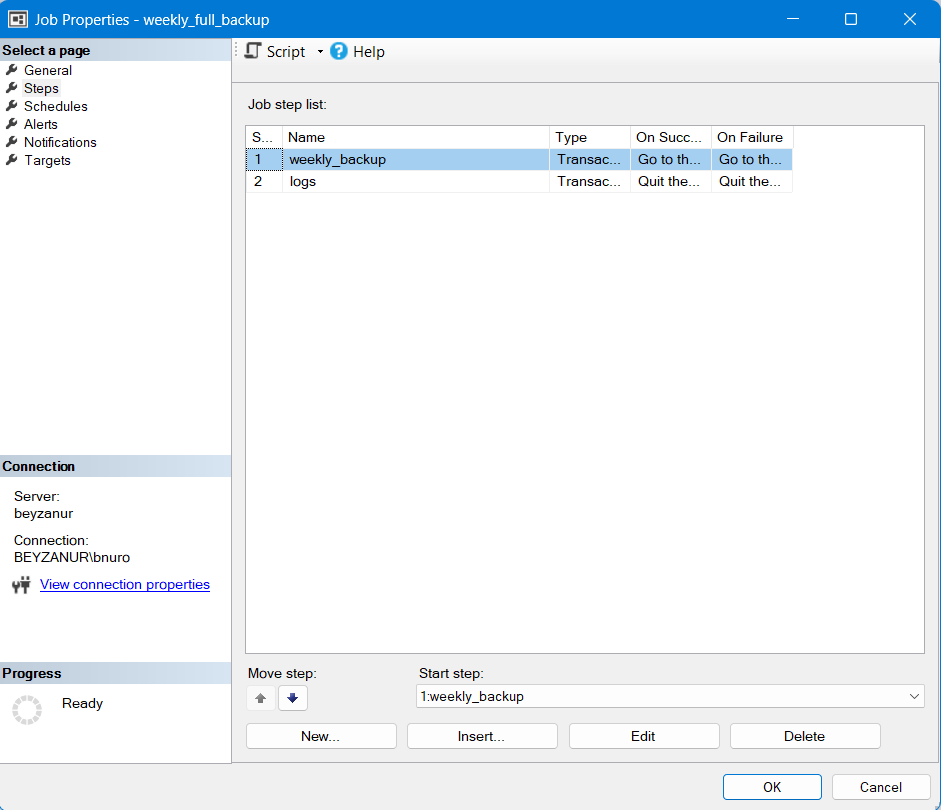 Job Properties - weekly_full_backup
Select a page
General
Steps
Schedules
Alerts
Notifications
Targets
Script
Help
Job step list:
S... Name Type On Succ... On Failure
1 weekly_backup Transac... Go to th... Go to th...
2 logs Transac... Quit the... Quit the...
Connection
Server:
beyzanur
Connection:
BEYZANUR\bnuro
View connection properties
Progress
Ready
Move step:
Start step:
1:weekly_backup
New...
Insert...
Edit
Delete
OK
Cancel